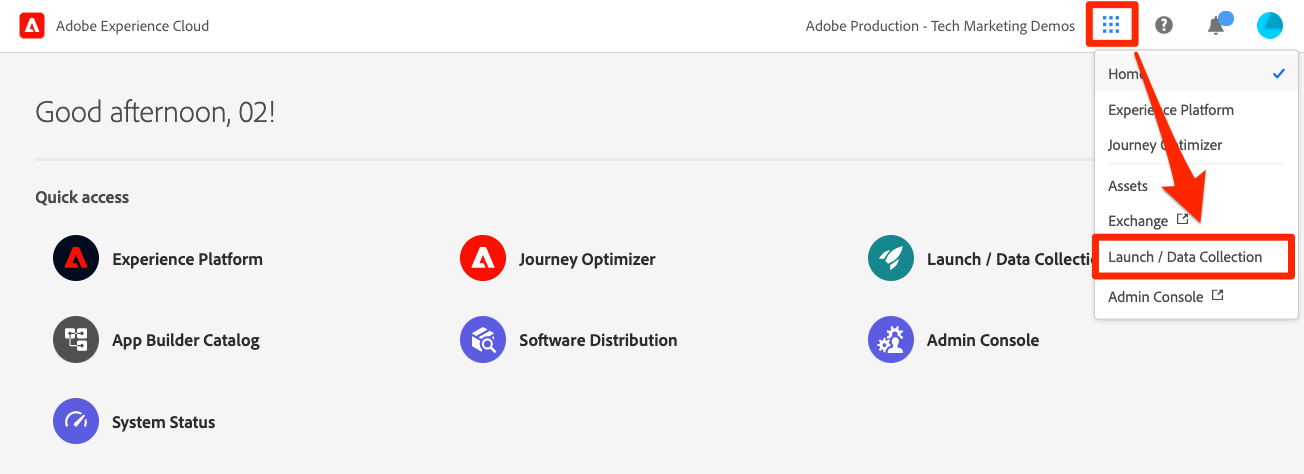 Adobe Experience Cloud
Adobe Production - Tech Marketing Demos
Home
Experience Platform
Journey Optimizer
Assets
Exchange
Launch / Data Collection
Admin Console
Good afternoon, 02!
Quick access
Experience Platform
Journey Optimizer
Launch / Data Collectio
App Builder Catalog
Software Distribution
Admin Console
System Status